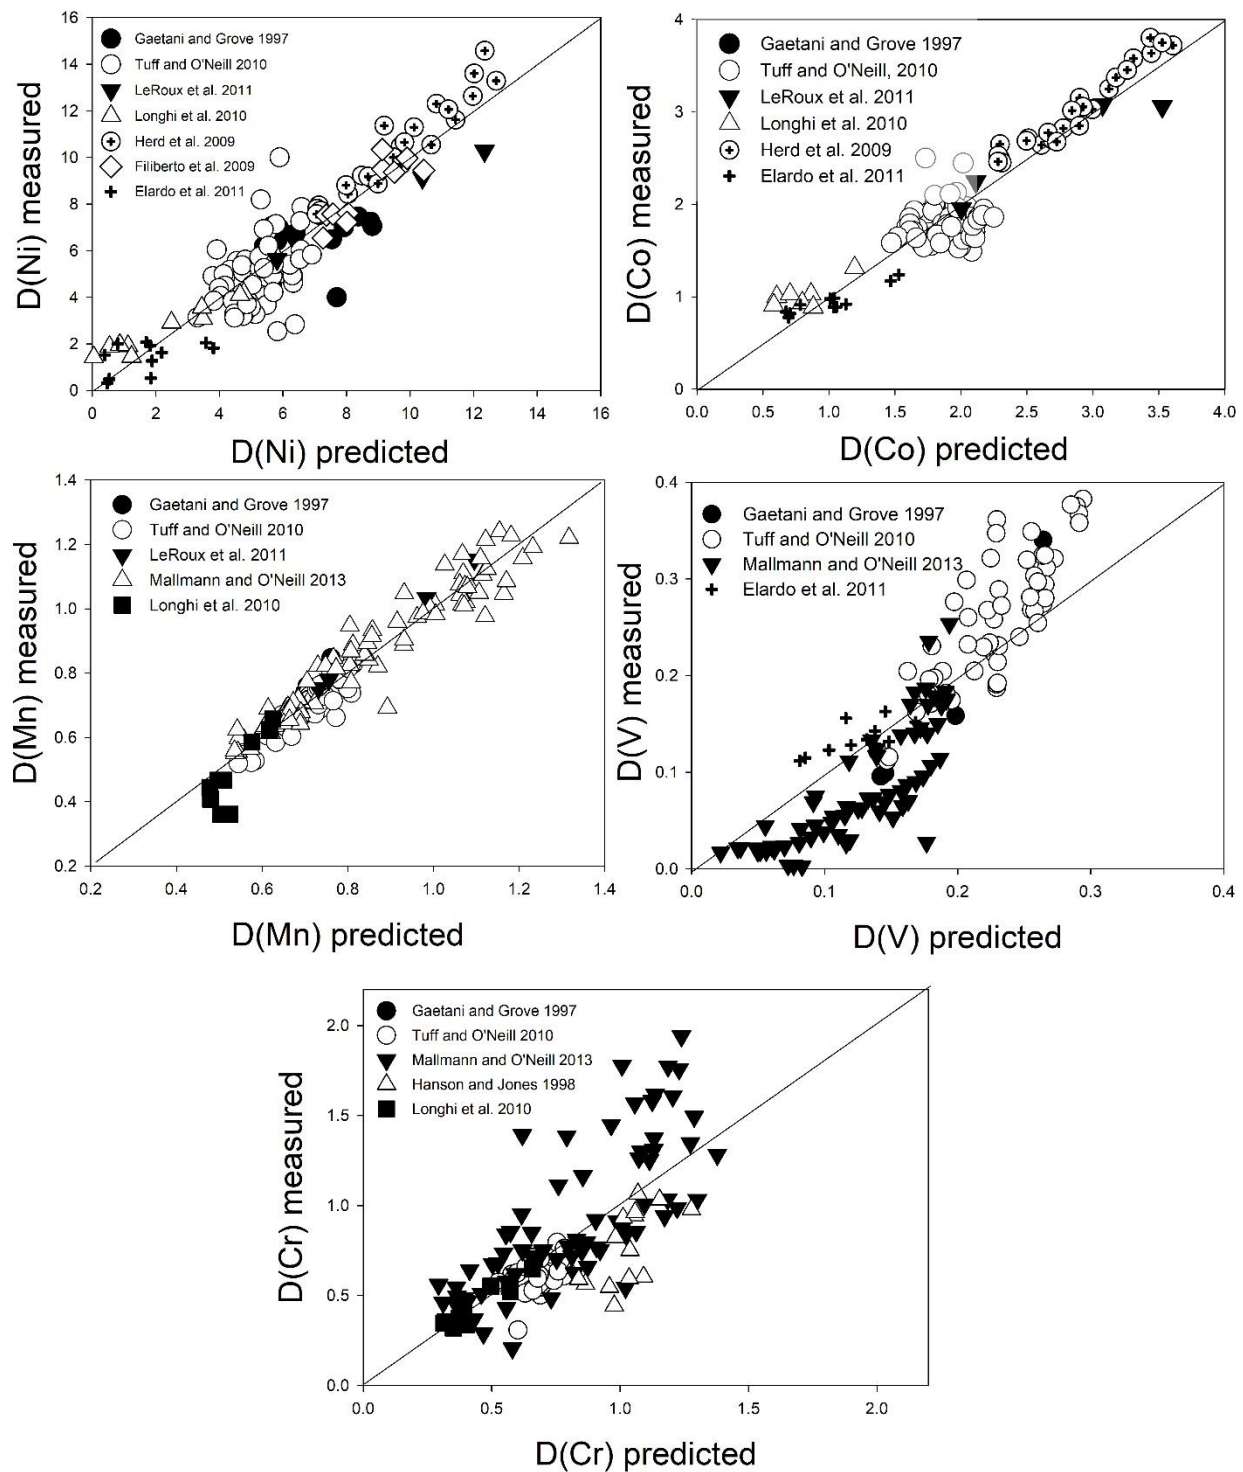 16
14
12
10
8
6
4
2
0
D(Ni) measured
Gaetani and Grove 1997
Tuff and O'Neill 2010
LeRoux et al. 2011
Longhi et al. 2010
Herd et al. 2009
Filiberto et al. 2009
Elardo et al. 2011
0 2 4 6 8 10 12 14 16
D(Ni) predicted
4
3
2
1
0
D(Co) measured
Gaetani and Grove 1997
Tuff and O'Neill, 2010
LeRoux et al. 2011
Longhi et al. 2010
Herd et al. 2009
Elardo et al. 2011
0.0 0.5 1.0 1.5 2.0 2.5 3.0 3.5 4.0
D(Co) predicted
1.4
1.2
1.0
0.8
0.6
0.4
0.2
D(Mn) measured
Gaetani and Grove 1997
Tuff and O'Neill 2010
LeRoux et al. 2011
Mallmann and O'Neill 2013
Longhi et al. 2010
0.2 0.4 0.6 0.8 1.0 1.2 1.4
D(Mn) predicted
0.4
0.3
0.2
0.1
0.0
D(V) measured
Gaetani and Grove 1997
Tuff and O'Neill 2010
Mallmann and O'Neill 2013
Elardo et al. 2011
0.0 0.1 0.2 0.3 0.4
D(V) predicted
2.0
1.5
1.0
0.5
0.0
D(Cr) measured
Gaetani and Grove 1997
Tuff and O'Neill 2010
Mallmann and O'Neill 2013
Hanson and Jones 1998
Longhi et al. 2010
0.0 0.5 1.0 1.5 2.0
D(Cr) predicted